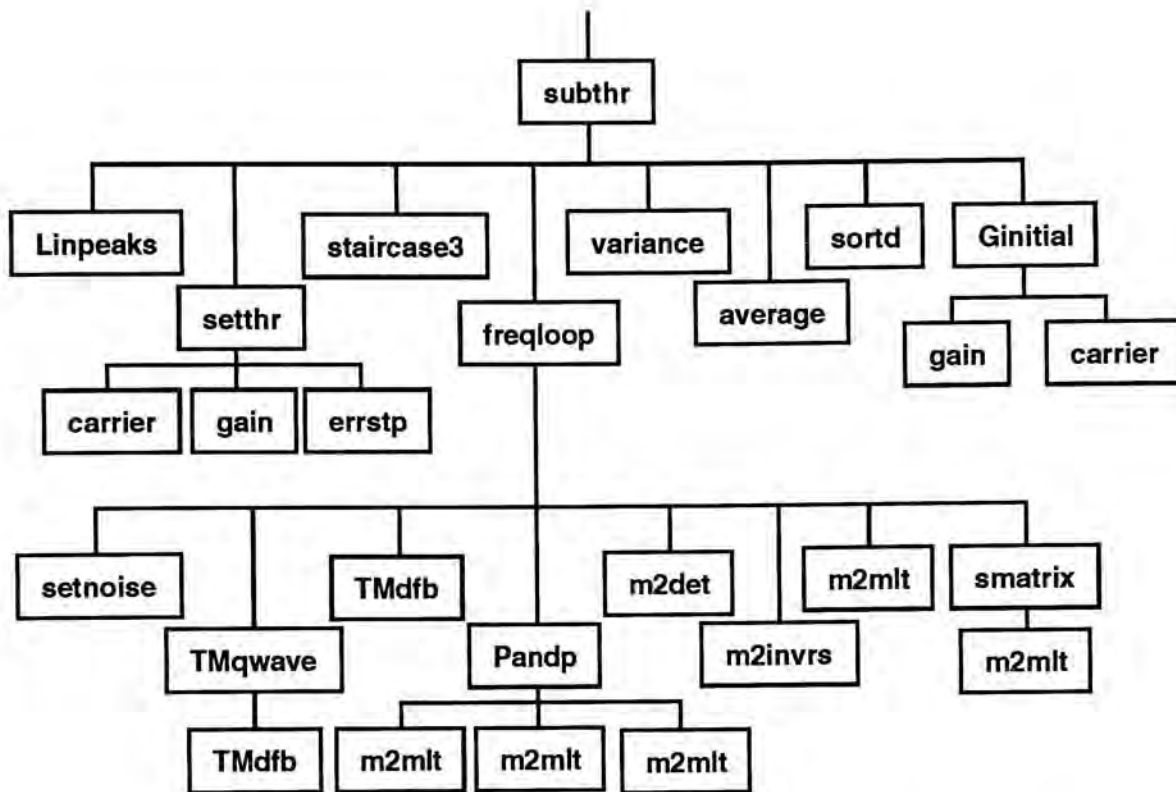 subthr
Linpeaks
staircase3
variance
sortd
Ginitial
setthr
freqloop
average
gain
carrier
carrier
gain
errstp
setnoise
TMdfb
m2det
m2mlt
smatrix
TMqwave
Pandp
m2invrs
m2mlt
TMdfb
m2mlt
m2mlt
m2mlt